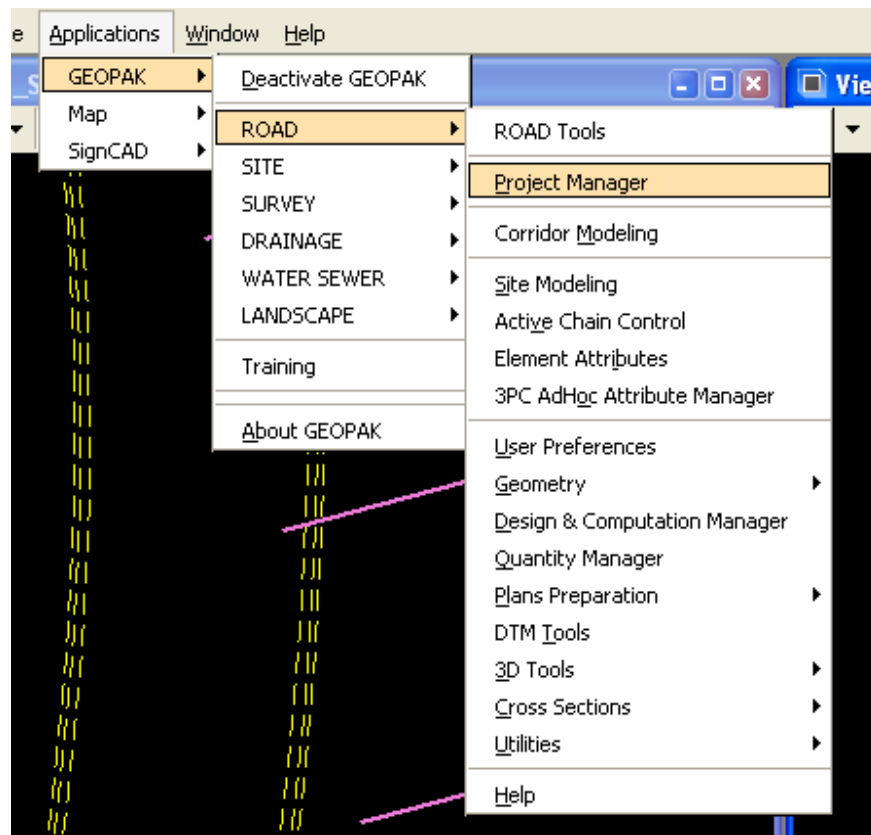 e Applications Window Help
GEOPAK
Map
SignCAD
Deactivate GEOPAK
ROAD
SITE
SURVEY
DRAINAGE
WATER SEWER
LANDSCAPE
Training
About GEOPAK
S
Vie
ROAD Tools
Project Manager
Corridor Modeling
Site Modeling
Active Chain Control
Element Attributes
3PC AdHoc Attribute Manager
User Preferences
Geometry
Design & Computation Manager
Quantity Manager
Plans Preparation
DTM Tools
3D Tools
Cross Sections
Utilities
Help